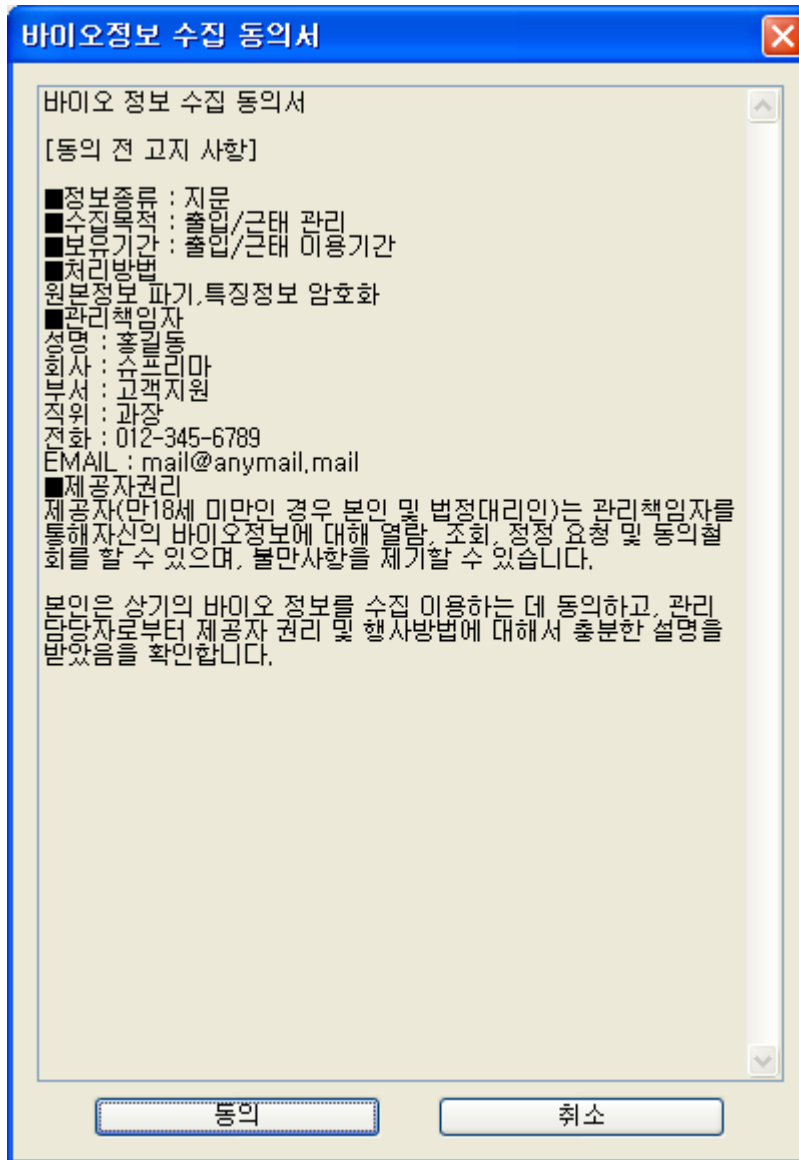 바이오정보 수집 동의서
바이오 정보 수집 동의서
[동의 전 고지 사항]
■정보종류 : 지문
■수집목적 : 출입/근태 관리
■보유기간 : 출입/근태 이용기간
■처리방법
원본정보 파기,특징정보 암호화
■관리책임자
성명 : 홍길동
회사 : 슈프리마
부서 : 고객지원
직위 : 과장
전화 : 012-345-6789
EMAIL : mail@anymail.mail
■제공자권리
제공자(만18세 미만인 경우 본인 및 법정대리인)는 관리책임자를
통해자신의 바이오정보에 대해 열람, 조회, 정정 요청 및 동의철
회를 할 수 있으며, 불만사항을 제기할 수 있습니다.
본인은 상기의 바이오 정보를 수집 이용하는 데 동의하고, 관리
담당자로부터 제공자 권리 및 행사방법에 대해서 충분한 설명을
받았음을 확인합니다.
동의
취소